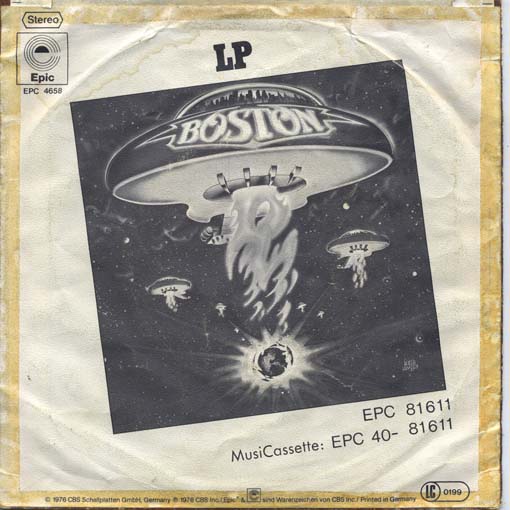 Stereo
Epic
EPC 4658
LP
BOSTON
EPC 81611
MusiCassette: EPC 40- 81611
© 1976 CBS Schallplatten GmbH, Germany ℗ 1976 CBS Inc./Epic & sind Warenzeichen von CBS Inc./Printed in Germany
LC 0199